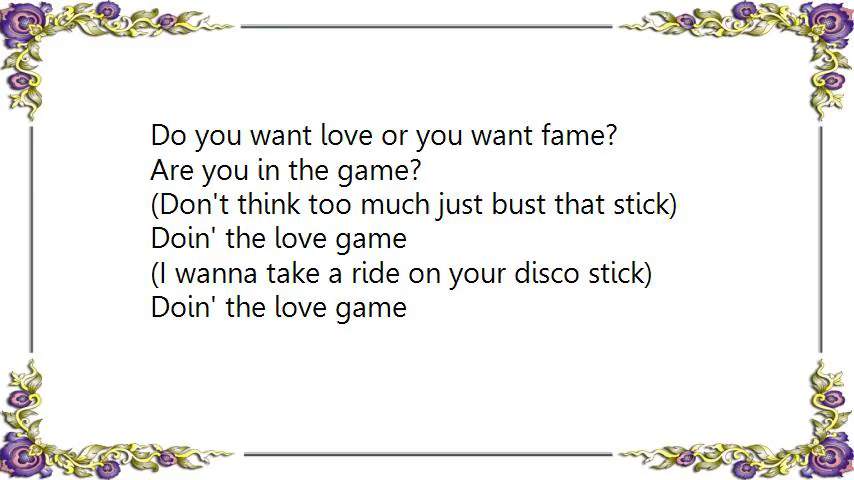 Do you want love or you want fame?
Are you in the game?
(Don't think too much just bust that stick)
Doin' the love game
(I wanna take a ride on your disco stick)
Doin' the love game